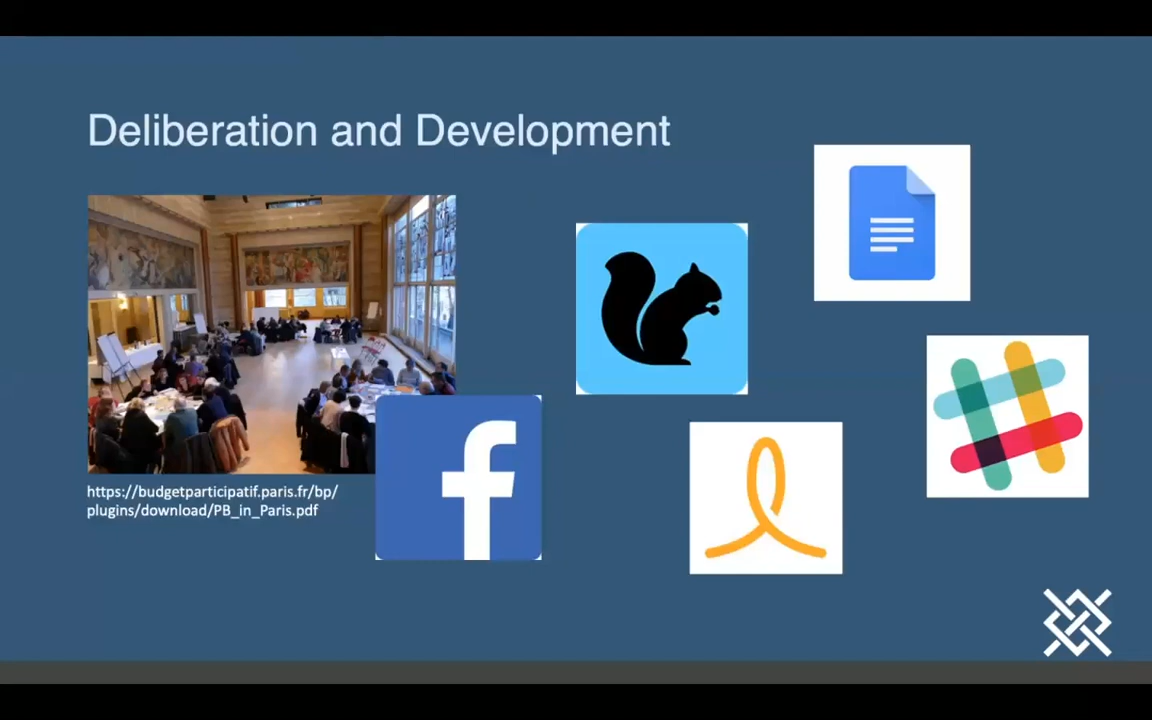 Deliberation and Development
https://budgetparticipatif.paris.fr/bp/
plugins/download/PB_in_Paris.pdf